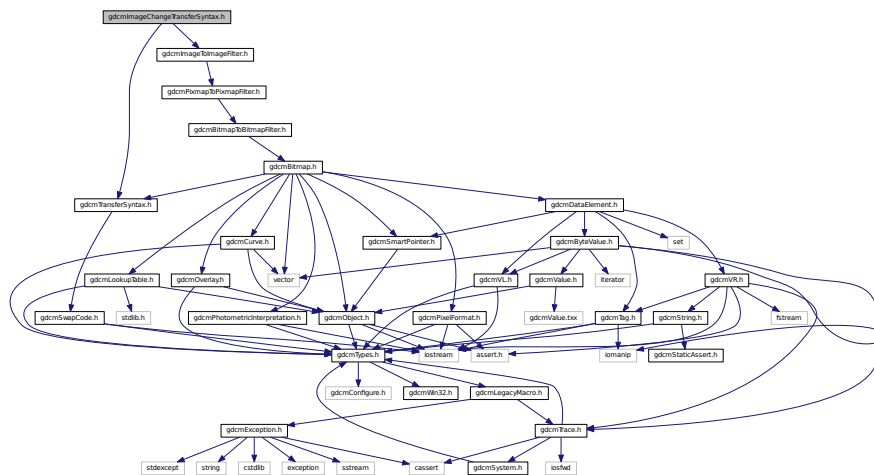 gdcmImageChangeTransferSyntax.h
gdcmImageToImageFilter.h
gdcmPixmapToPixmapFilter.h
gdcmBitmapToBitmapFilter.h
gdcmBitmap.h
gdcmTransferSyntax.h
gdcmDataElement.h
gdcmCurve.h
gdcmSmartPointer.h
gdcmByteValue.h
set
gdcmLookupTable.h
gdcmOverlay.h
vector
gdcmVL.h
gdcmValue.h
iterator
gdcmVR.h
gdcmSwapCode.h
stdlib.h
gdcmPhotometricInterpretation.h
gdcmObject.h
gdcmPixelFormat.h
gdcmValue.txx
gdcmTag.h
gdcmString.h
fstream
gdcmTypes.h
iostream
assert.h
iomanip
gdcmStaticAssert.h
gdcmConfigure.h
gdcmWin32.h
gdcmLegacyMacro.h
gdcmException.h
gdcmTrace.h
stdexcept
string
cstdlib
exception
sstream
cassert
gdcmSystem.h
iosfwd